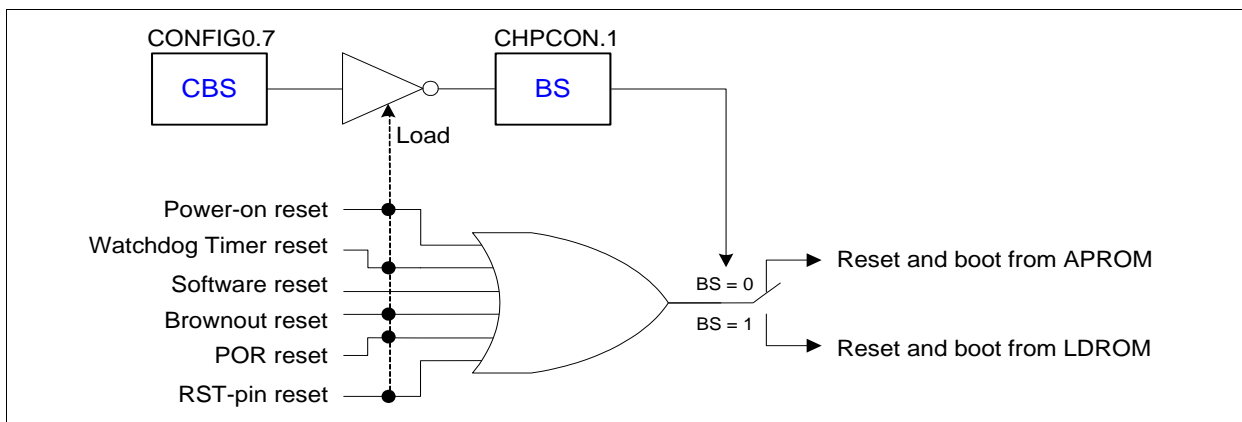 CONFIG0.7
CHPCON.1
CBS
BS
Load
Power-on reset
Watchdog Timer reset
Software reset
Brownout reset
POR reset
RST-pin reset
BS = 0
BS = 1
Reset and boot from APROM
Reset and boot from LDROM